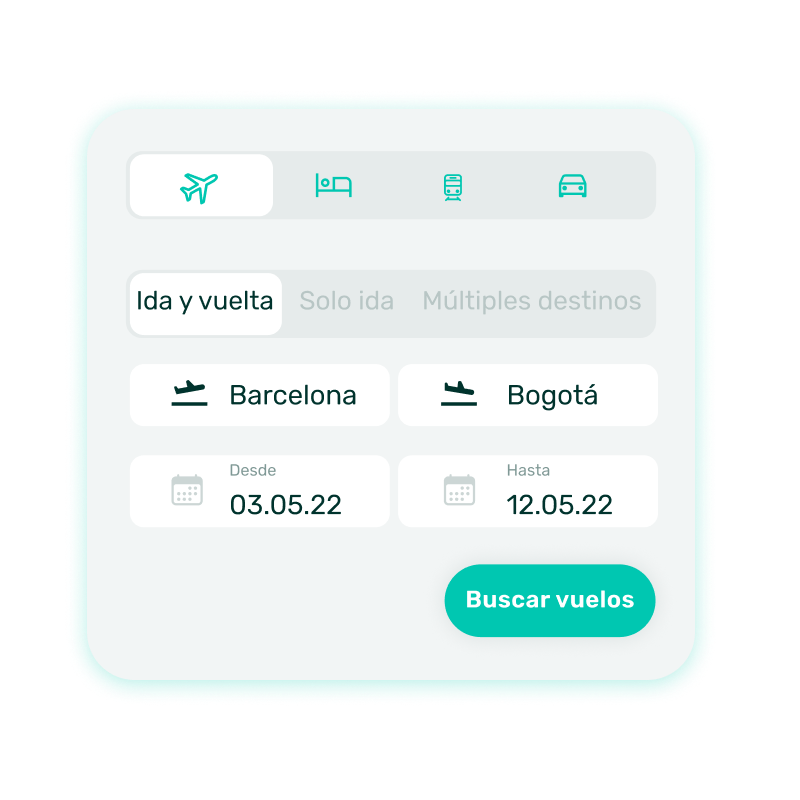 Ida y vuelta Solo ida Múltiples destinos
Barcelona Bogotá
Desde Hasta
03.05.22 12.05.22
Buscar vuelos